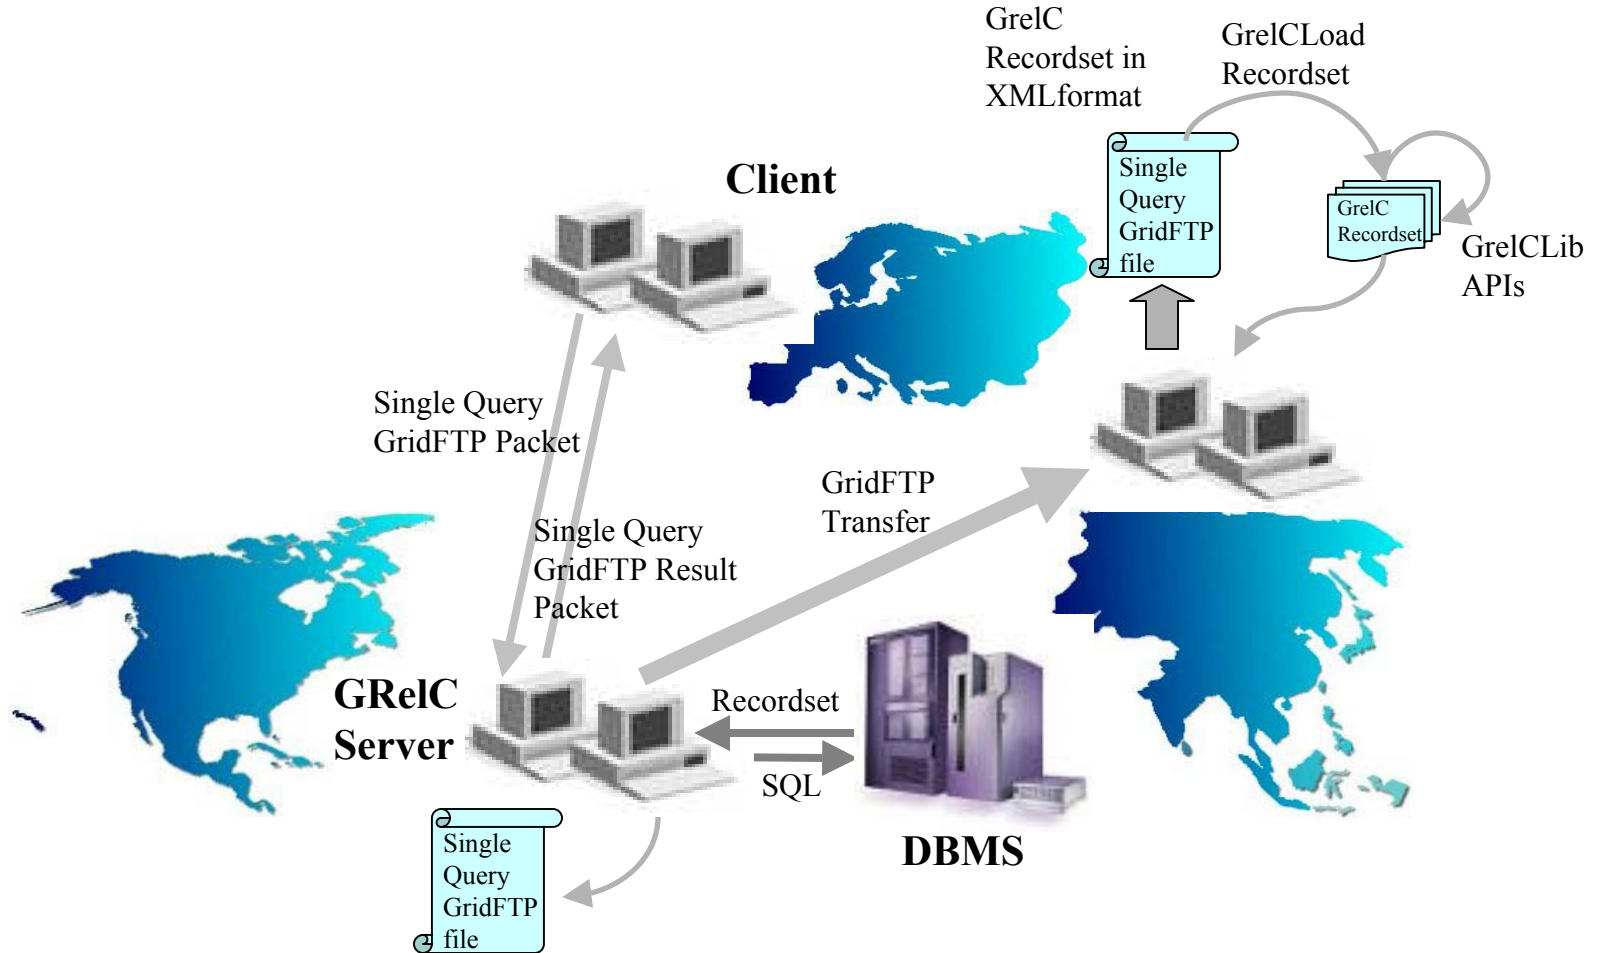 GrelC
Recordset in
XMLformat
GrelCLoad
Recordset
Client
Single
Query
GridFTP
file
GrelC
Recordset
GrelCLib
APIs
Single Query
GridFTP Packet
GridFTP
Transfer
Single Query
GridFTP Result
Packet
GRelC
Server
Recordset
SQL
DBMS
Single
Query
GridFTP
file